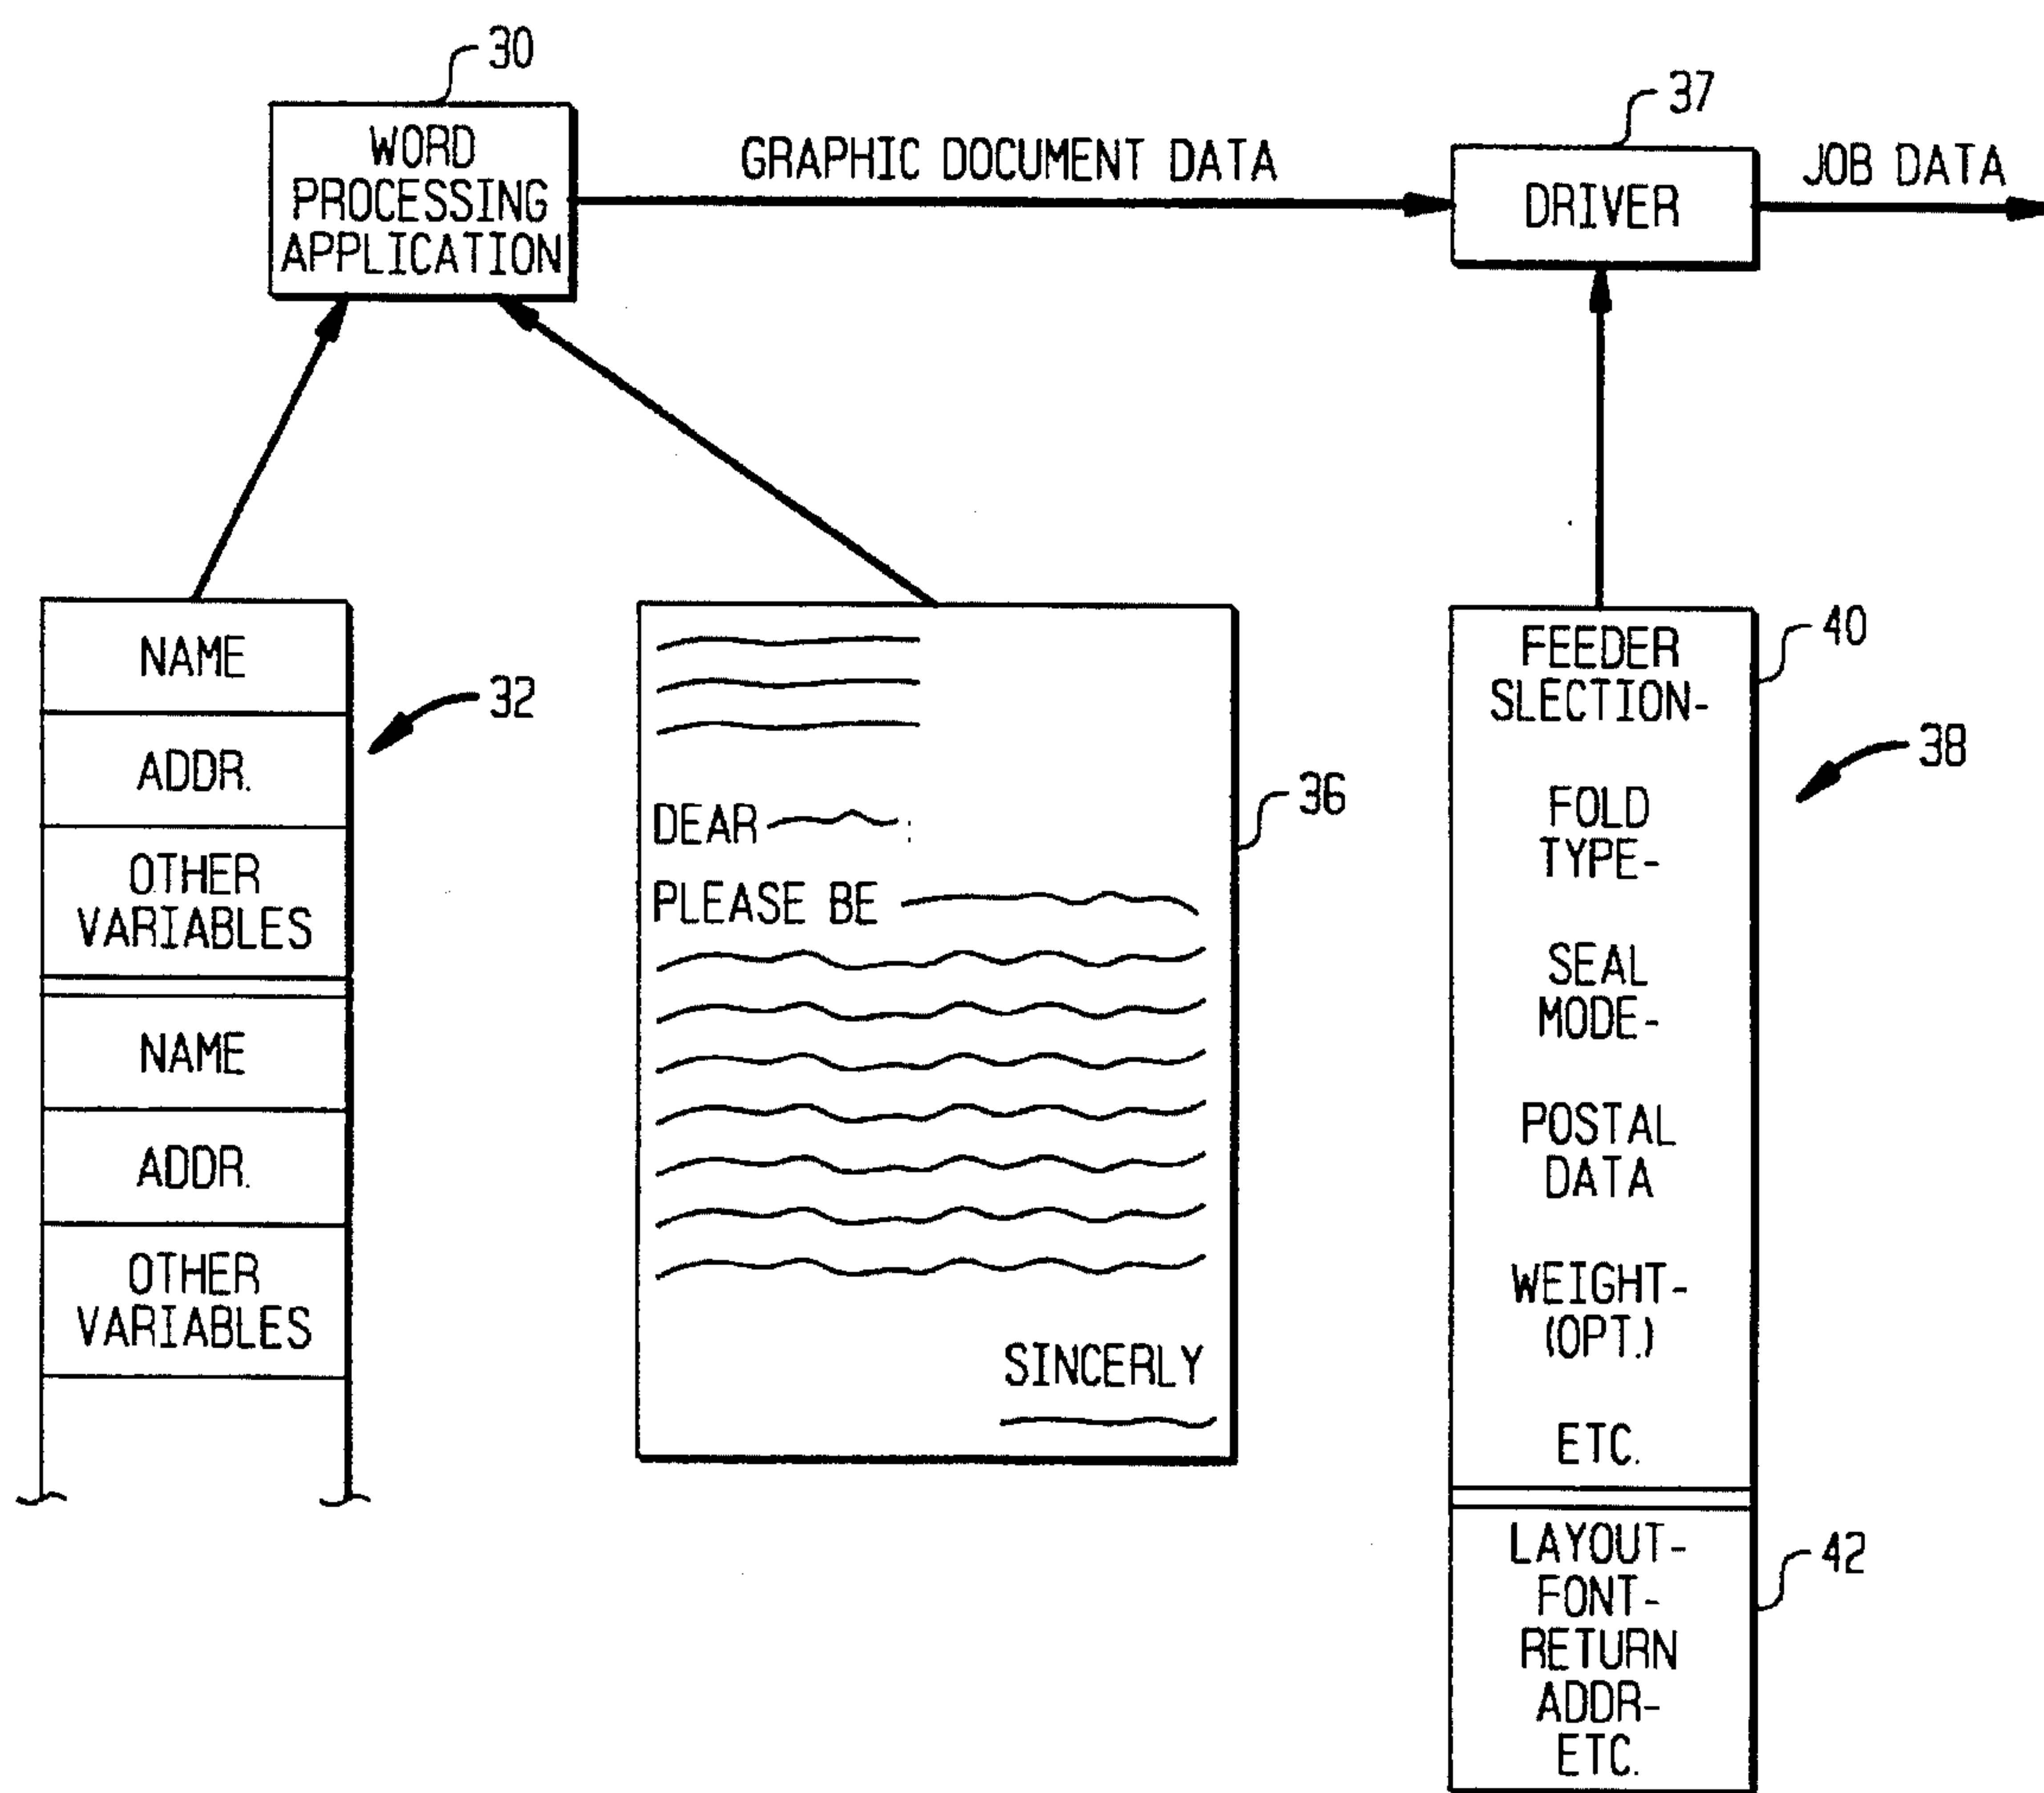 30
WORD
PROCESSING
APPLICATION
GRAPHIC DOCUMENT DATA
37
DRIVER
JOB DATA
NAME
ADDR.
OTHER
VARIABLES
NAME
ADDR.
OTHER
VARIABLES
32
DEAR :
PLEASE BE
SINCERLY
36
FEEDER
SLECTION-
FOLD
TYPE-
SEAL
MODE-
POSTAL
DATA
WEIGHT-
(OPT.)
ETC.
40
38
LAYOUT-
FONT-
RETURN
ADDR-
ETC.
42